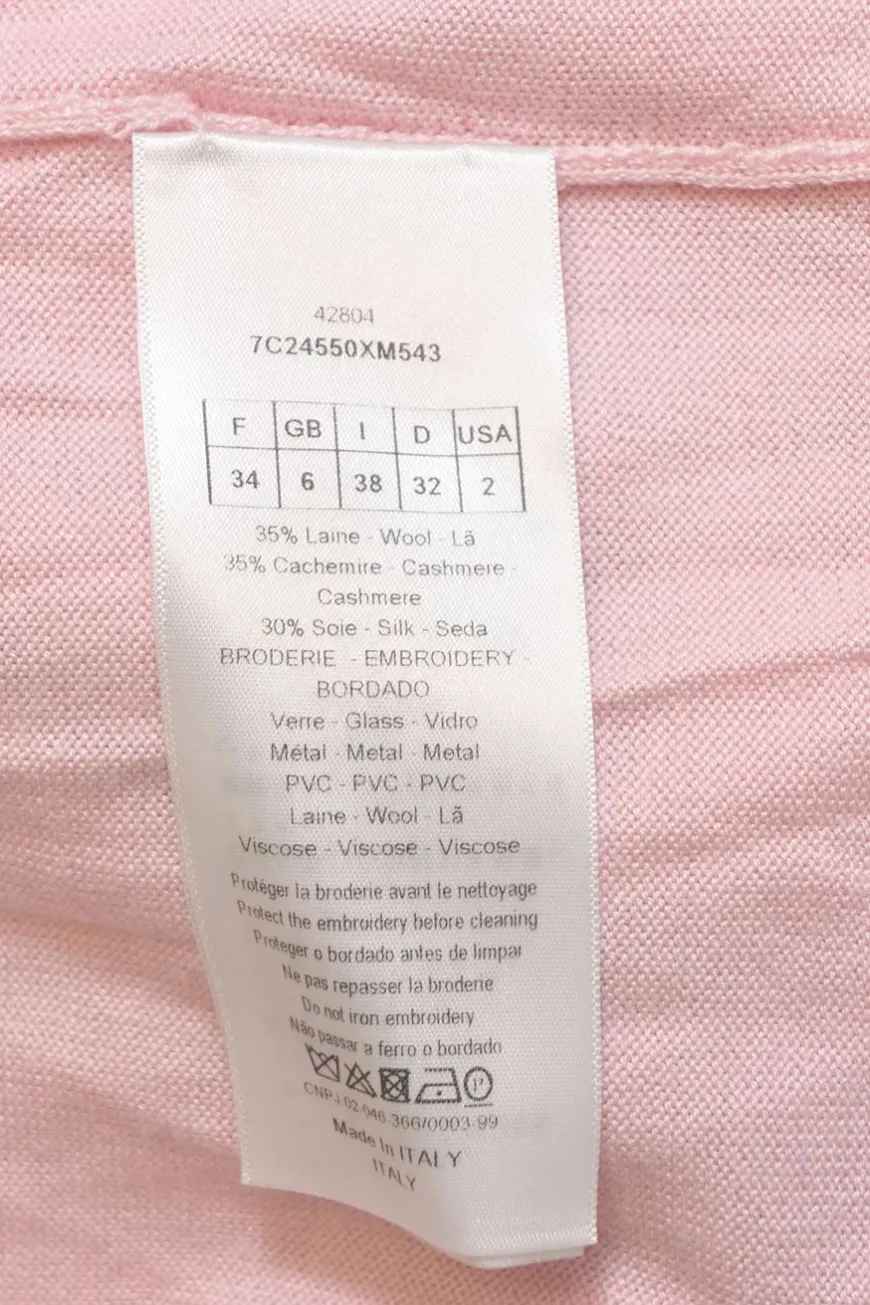 42804
7C24550XM543
F GB I D USA
34 6 38 32 2
35% Laine - Wool - Lã
35% Cachemire - Cashmere -
Cashmere
30% Soie - Silk - Seda
BRODERIE - EMBROIDERY -
BORDADO
Verre - Glass - Vidro
Métal - Metal - Metal
PVC - PVC - PVC
Laine - Wool - Lã
Viscose - Viscose - Viscose
Protéger la broderie avant le nettoyage
Protect the embroidery before cleaning
Proteger o bordado antes de limpar
Ne pas repasser la broderie
Do not iron embroidery
Não passar a ferro o bordado
P
CNPJ 02-046-366/0003-99
Made In ITALY
ITALY